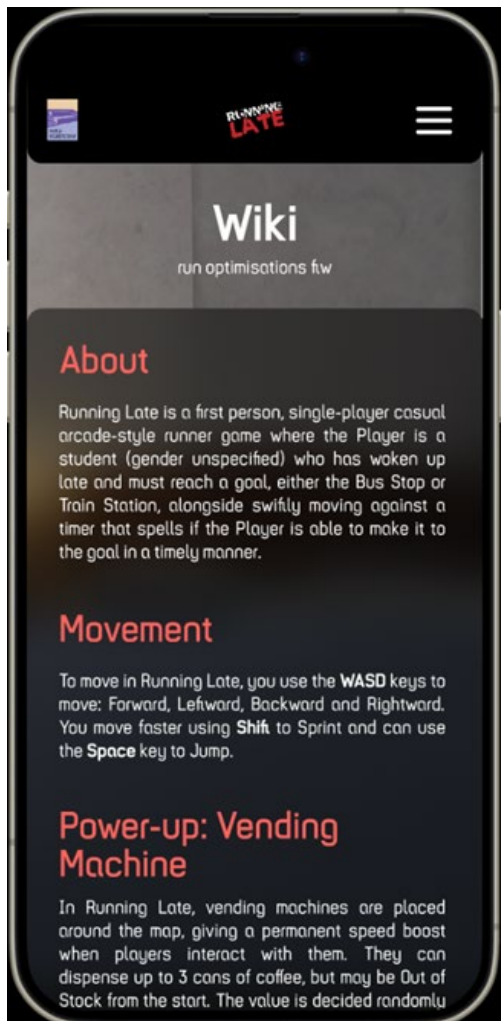 RUNNING
LATE
Wiki
run optimisations ftw
About
Running Late is a first person, single-player casual
arcade-style runner game where the Player is a
student (gender unspecified) who has woken up
late and must reach a goal, either the Bus Stop or
Train Station, alongside swiftly moving against a
timer that spells if the Player is able to make it to
the goal in a timely manner.
Movement
To move in Running Late, you use the WASD keys to
move: Forward, Leftward, Backward and Rightward.
You move faster using Shift to Sprint and can use
the Space key to Jump.
Power-up: Vending
Machine
In Running Late, vending machines are placed
around the map, giving a permanent speed boost
when players interact with them. They can
dispense up to 3 cans of coffee, but may be Out of
Stock from the start. The value is decided randomly